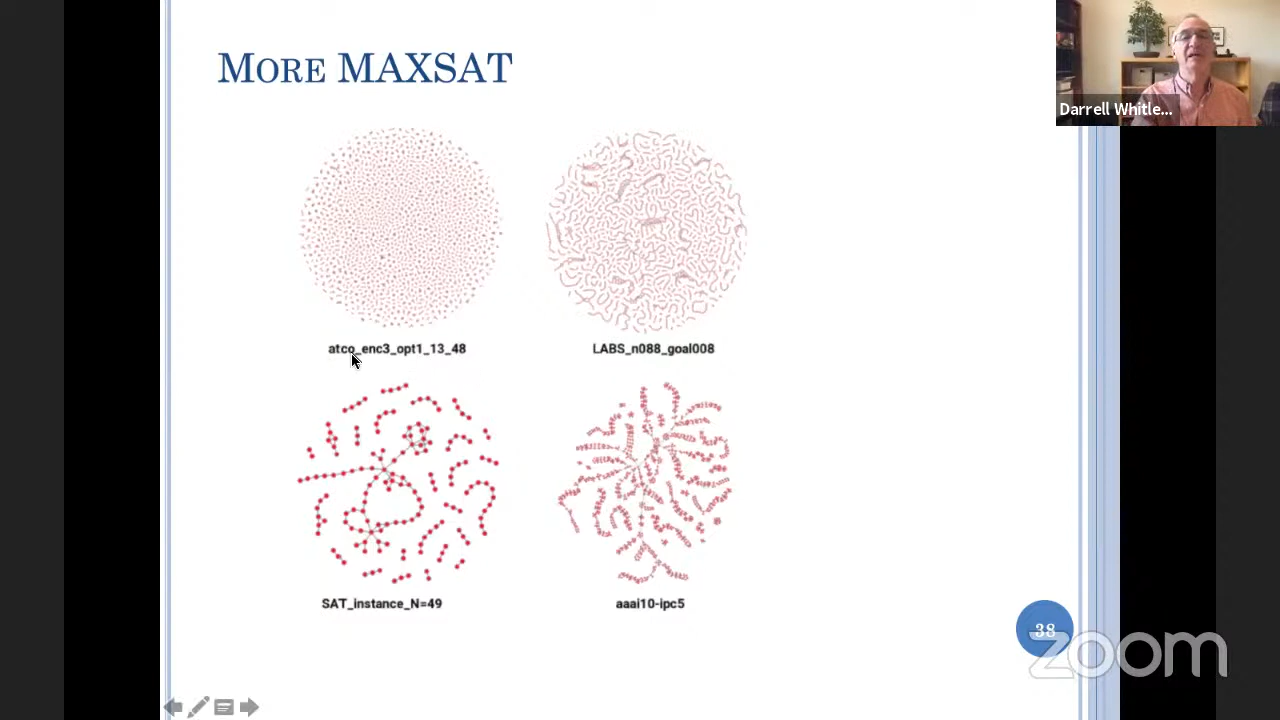 MORE MAXSAT
Darrell Whitle...
atco_enc3_opt1_13_48
LABS_n088_goal008
SAT_instance_N=49
aaai10-ipc5
38
zoom